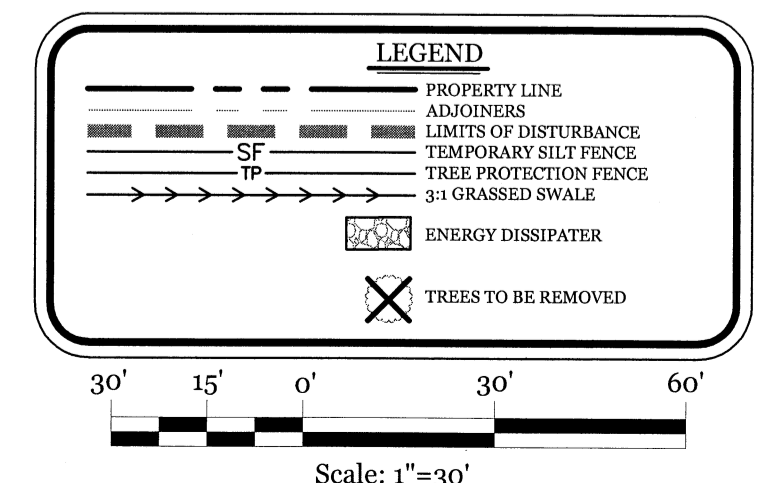 LEGEND
PROPERTY LINE
ADJOINERS
LIMITS OF DISTURBANCE
SF TEMPORARY SILT FENCE
TP TREE PROTECTION FENCE
3:1 GRASSED SWALE
ENERGY DISSIPATER
TREES TO BE REMOVED
30' 15' 0' 30' 60'
Scale: 1"=30'